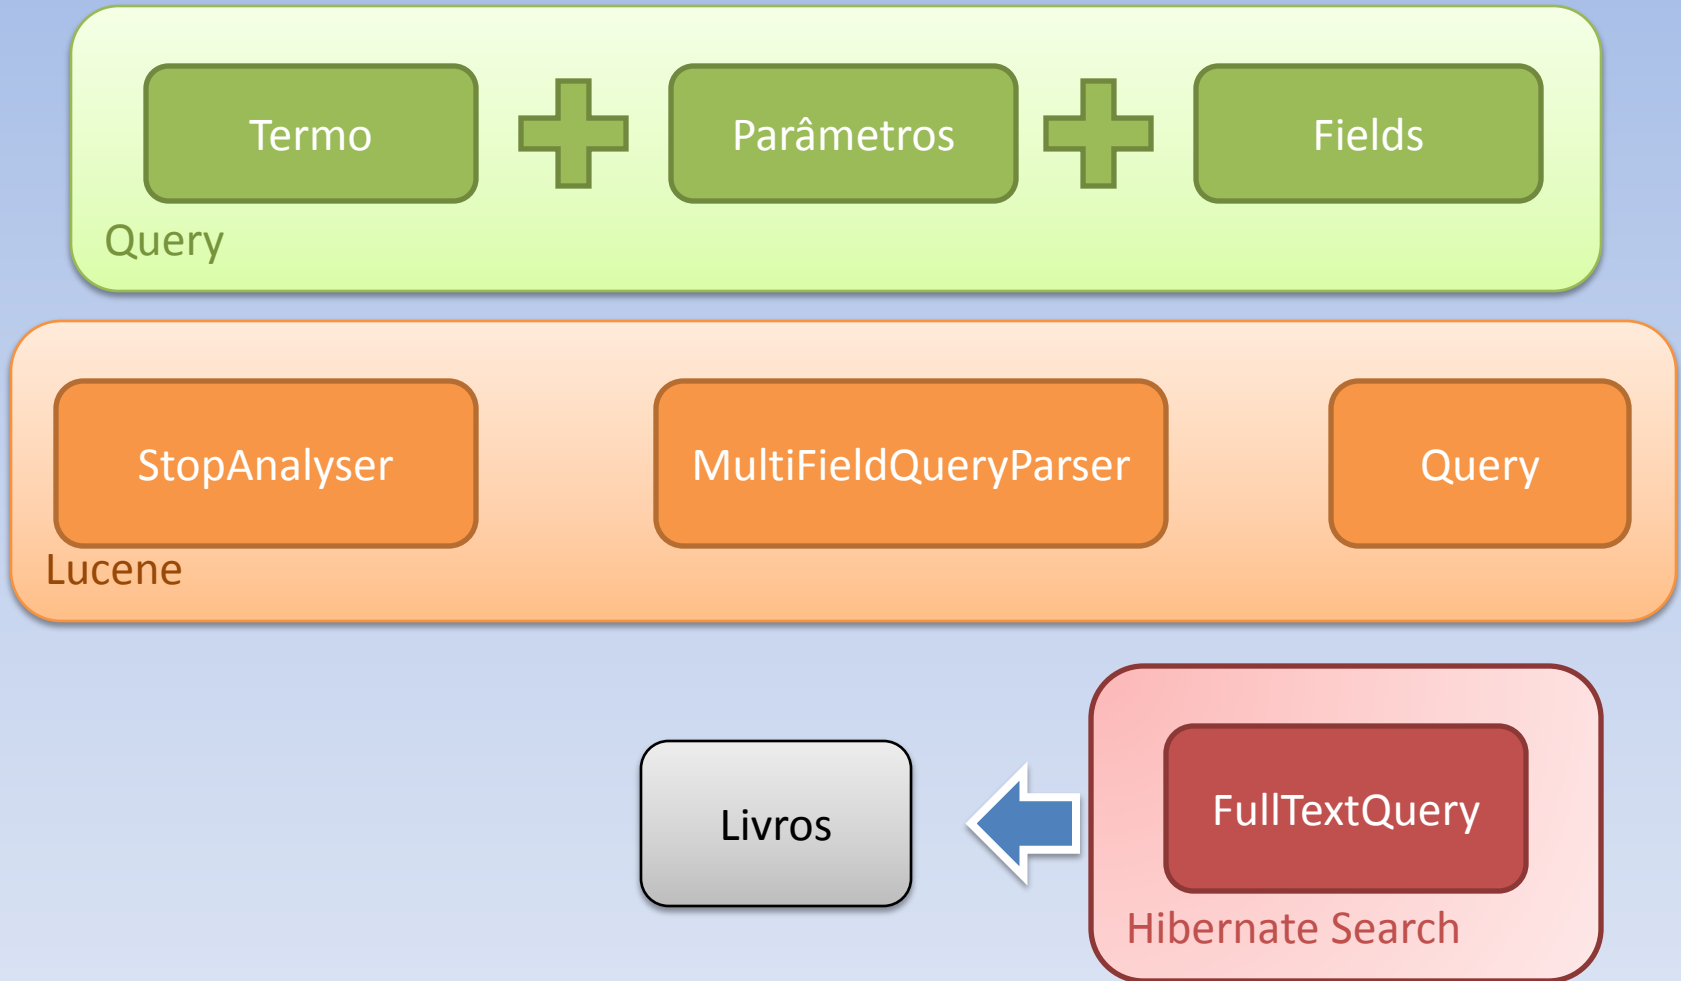 Termo
Parâmetros
Fields
Query
StopAnalyser
MultiFieldQueryParser
Query
Lucene
Livros
FullTextQuery
Hibernate Search